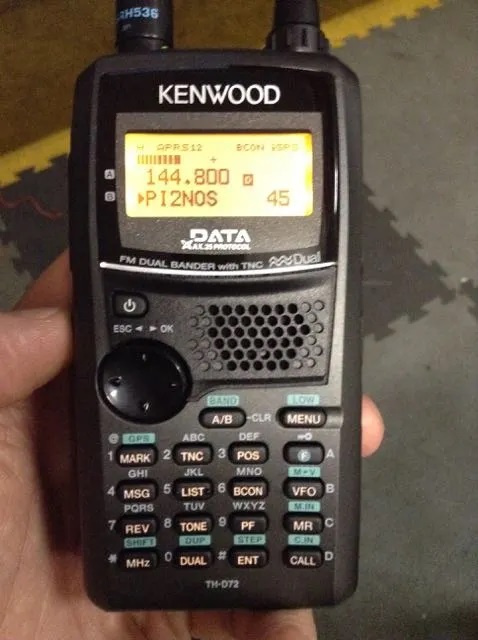 RH536
KENWOOD
H APRS12 BCON GPS
A 144.800 D
B ▶PI2NOS 45
DATA
AX.25 PROTOCOL
FM DUAL BANDER with TNC Dual
ESC ◄ ► OK
BAND LOW
A/B -CLR MENU
@ GPS ABC DEF
1 MARK 2 TNC 3 POS F A
GHI JKL MNO M▶V
4 MSG 5 LIST 6 BCON VFO B
PQRS TUV WXYZ M.IN
7 REV 8 TONE 9 PF MR C
SHIFT DUP STEP C.IN
* MHz 0 DUAL # ENT CALL D
TH-D72